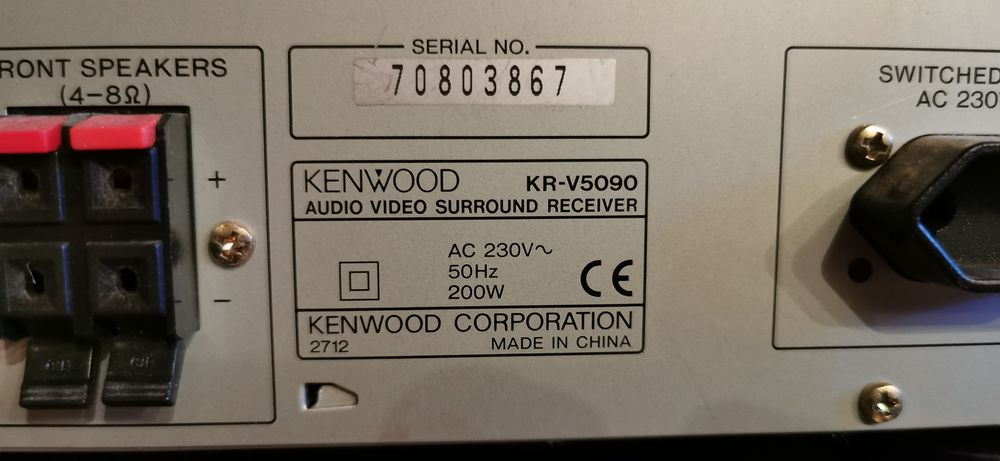 RONT SPEAKERS
(4–8Ω)
+
−
SERIAL NO.
70803867
KENWOOD KR-V5090
AUDIO VIDEO SURROUND RECEIVER
AC 230V~
50Hz
200W
CE
KENWOOD CORPORATION
2712 MADE IN CHINA
SWITCHED
AC 230